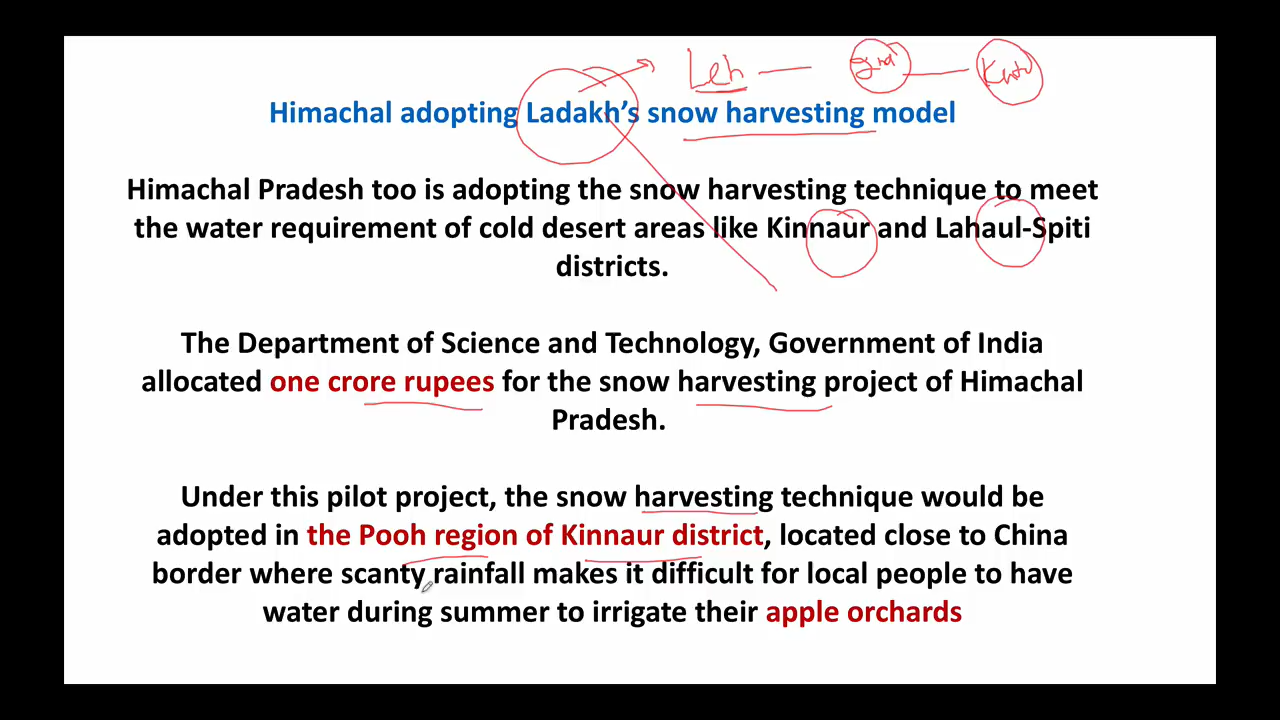 Leh
Himachal adopting Ladakh's snow harvesting model
Himachal Pradesh too is adopting the snow harvesting technique to meet
the water requirement of cold desert areas like Kinnaur and Lahaul-Spiti
districts.
The Department of Science and Technology, Government of India
allocated one crore rupees for the snow harvesting project of Himachal
Pradesh.
Under this pilot project, the snow harvesting technique would be
adopted in the Pooh region of Kinnaur district, located close to China
border where scanty rainfall makes it difficult for local people to have
water during summer to irrigate their apple orchards